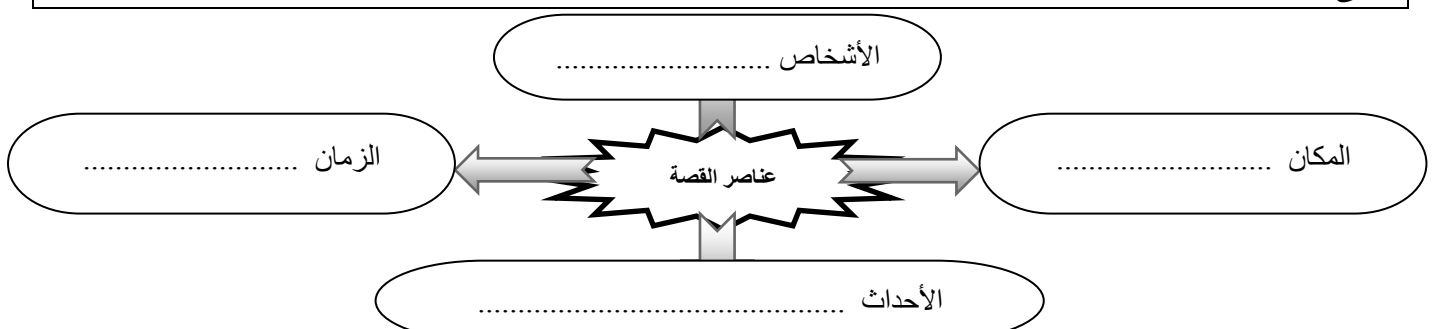 الأشخاص ...........................
المكان ...........................
عناصر القصة
الزمان ...........................
الأحداث ..............................................